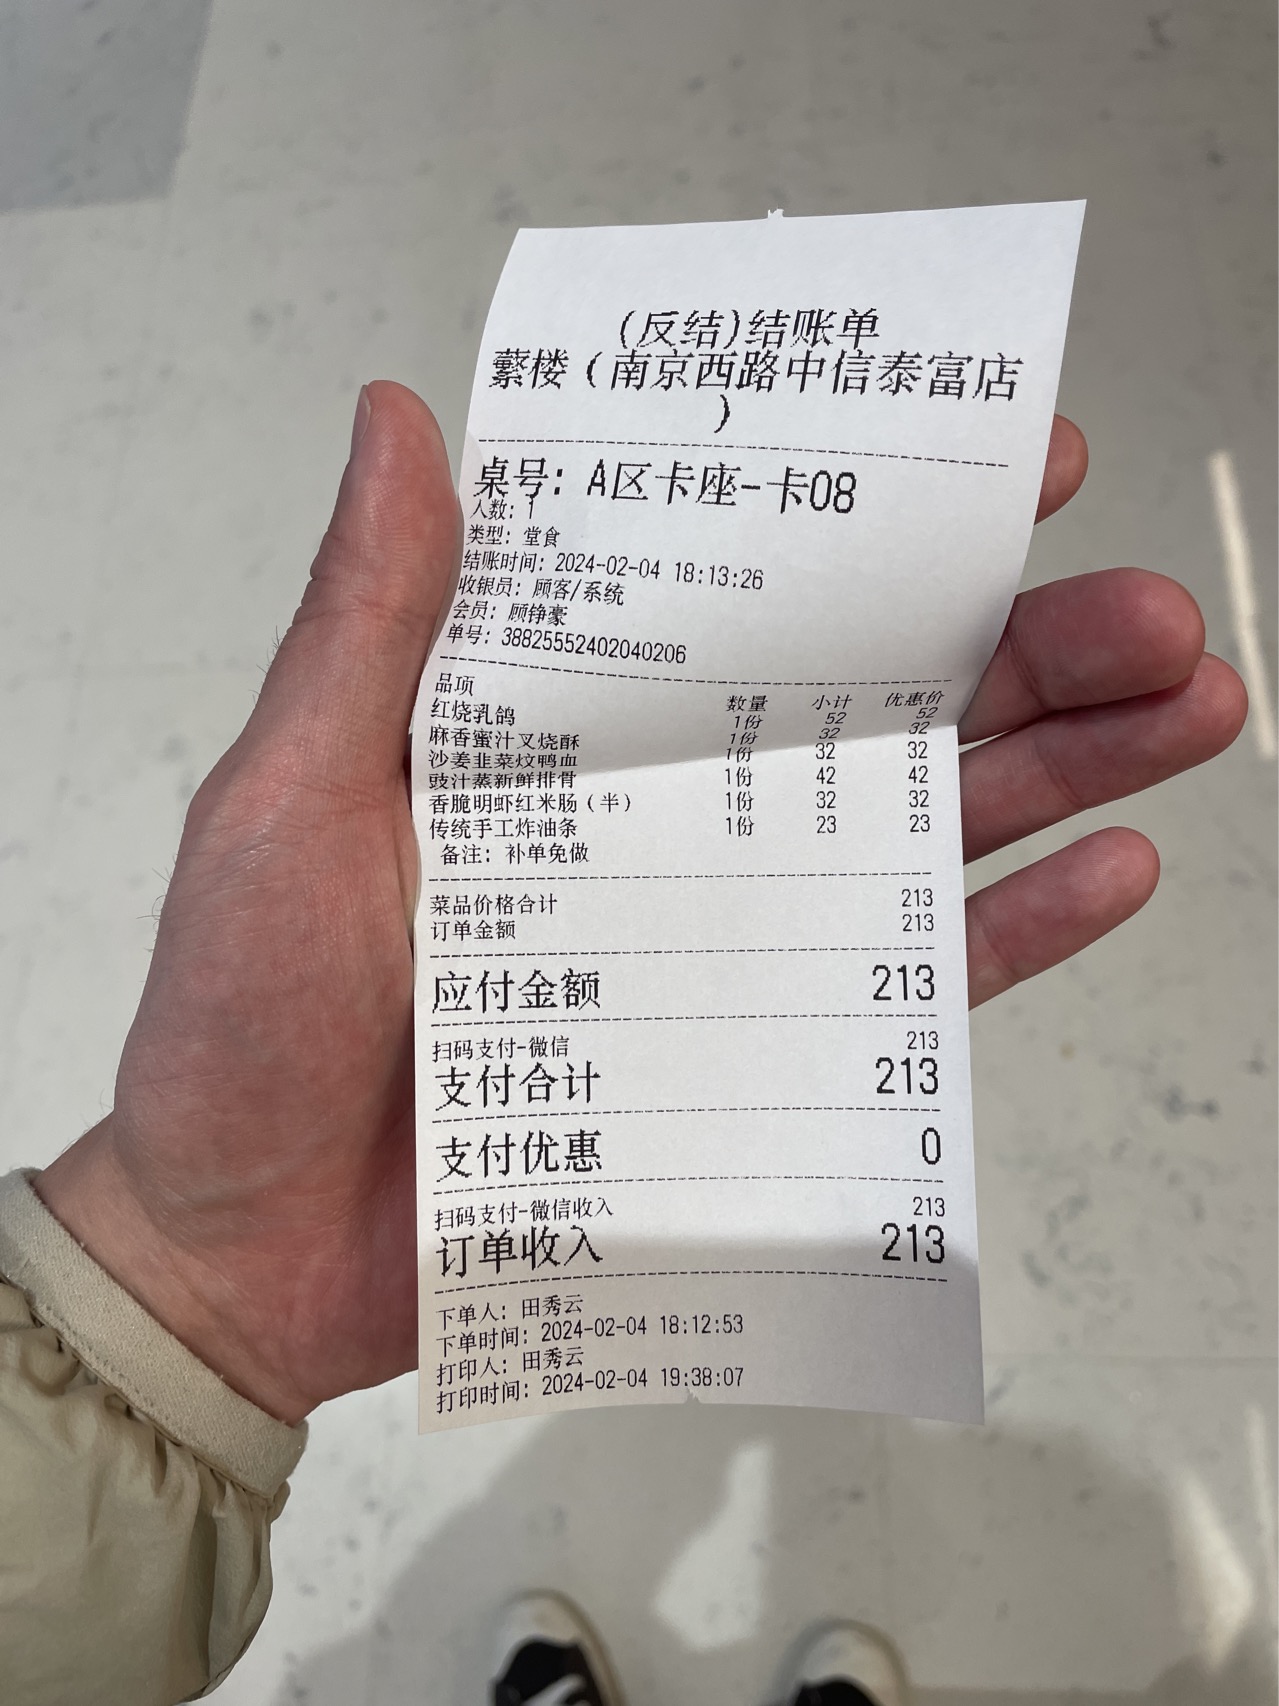 (反结)结账单
蘩楼（南京西路中信泰富店
）
桌号: A区卡座-卡08
人数: 1
类型: 堂食
结账时间: 2024-02-04 18:13:26
收银员: 顾客/系统
会员: 顾铮豪
单号: 38825552402040206
品项 数量 小计 优惠价
红烧乳鸽 1份 52 52
麻香蜜汁叉烧酥 1份 32 32
沙姜韭菜炆鸭血 1份 32 32
豉汁蒸新鲜排骨 1份 42 42
香脆明虾红米肠（半） 1份 32 32
传统手工炸油条 1份 23 23
备注: 补单免做
菜品价格合计 213
订单金额 213
应付金额 213
扫码支付-微信 213
支付合计 213
支付优惠 0
扫码支付-微信收入 213
订单收入 213
下单人: 田秀云
下单时间: 2024-02-04 18:12:53
打印人: 田秀云
打印时间: 2024-02-04 19:38:07